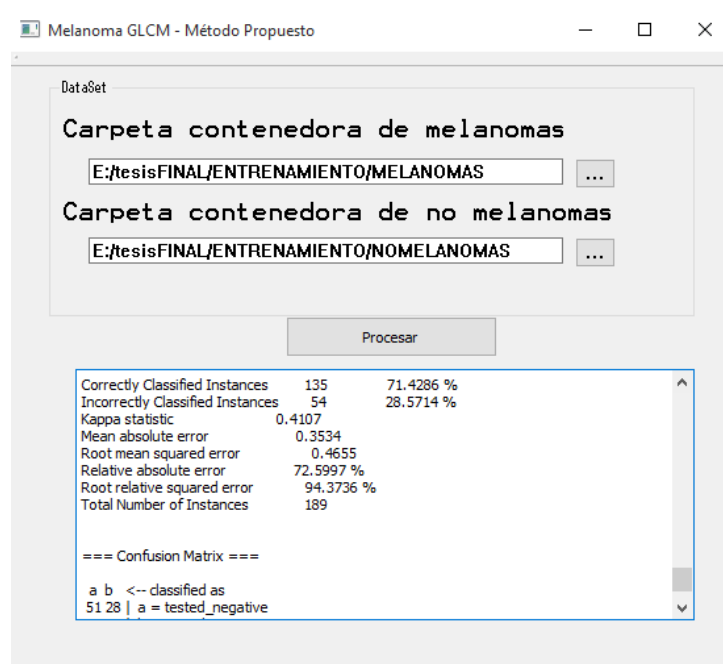 Melanoma GLCM - Método Propuesto
DataSet
Carpeta contenedora de melanomas
E:/tesisFINAL/ENTRENAMIENTO/MELANOMAS ...
Carpeta contenedora de no melanomas
E:/tesisFINAL/ENTRENAMIENTO/NOMELANOMAS ...
Procesar
Correctly Classified Instances 135 71.4286 %
Incorrectly Classified Instances 54 28.5714 %
Kappa statistic 0.4107
Mean absolute error 0.3534
Root mean squared error 0.4655
Relative absolute error 72.5997 %
Root relative squared error 94.3736 %
Total Number of Instances 189
=== Confusion Matrix ===
a b <-- classified as
51 28 | a = tested_negative